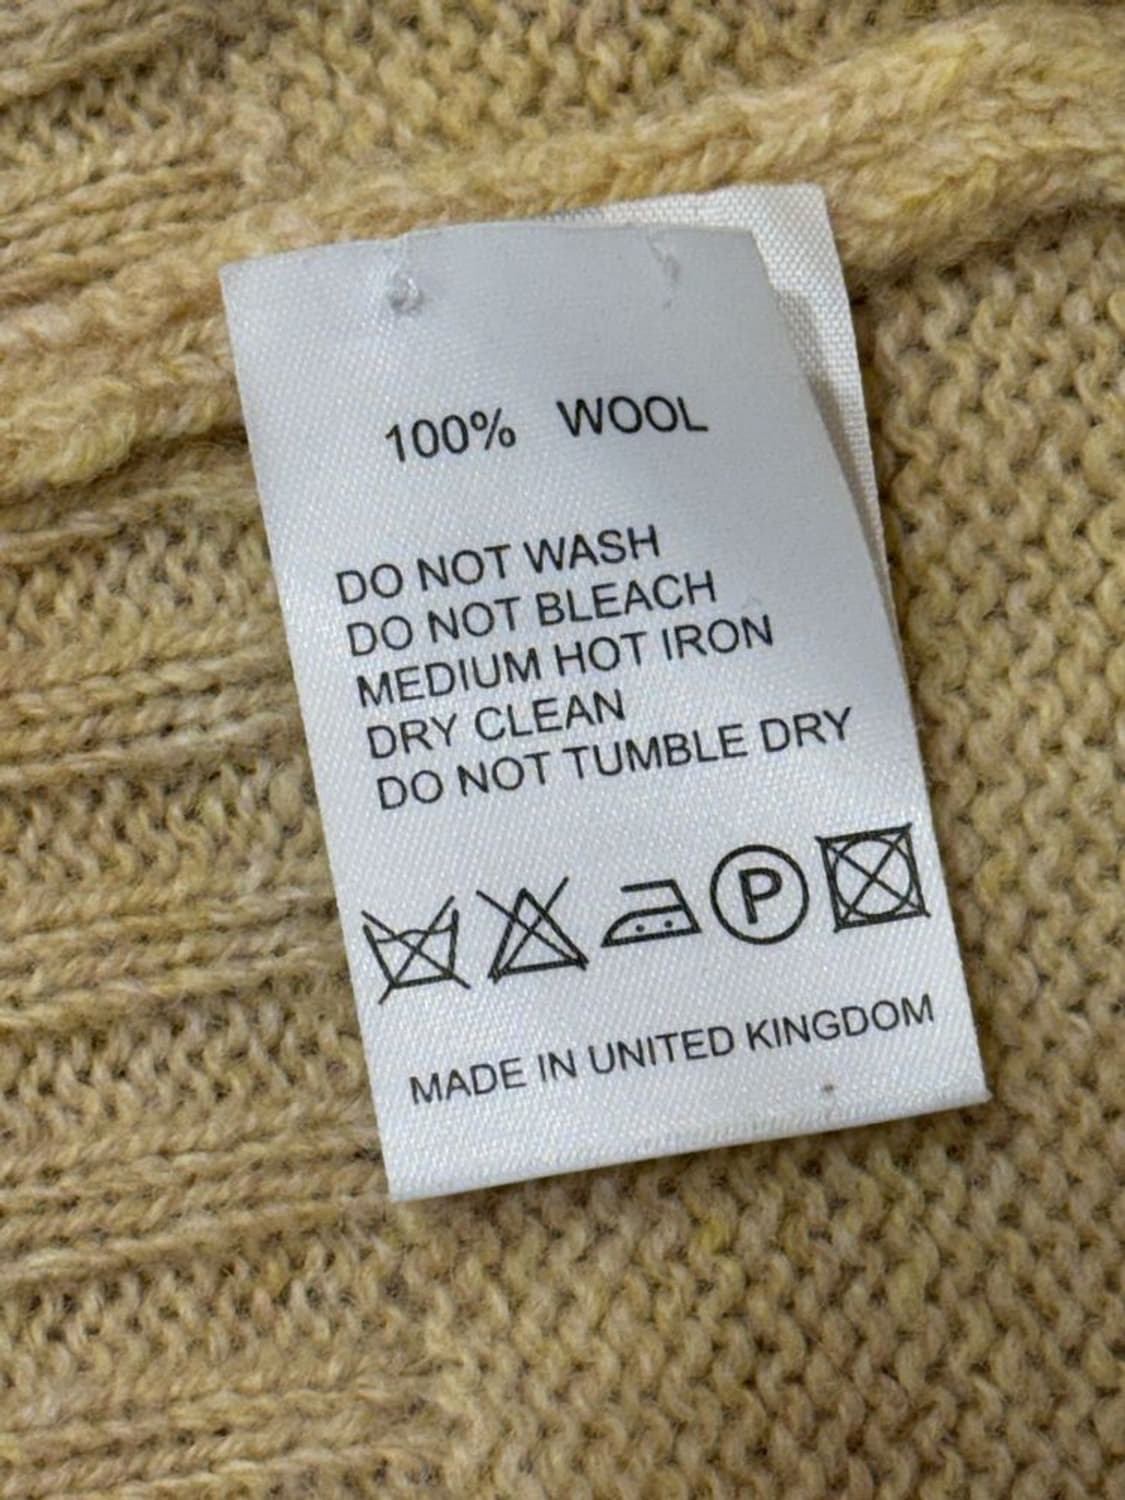 100% WOOL
DO NOT WASH
DO NOT BLEACH
MEDIUM HOT IRON
DRY CLEAN
DO NOT TUMBLE DRY
P
MADE IN UNITED KINGDOM